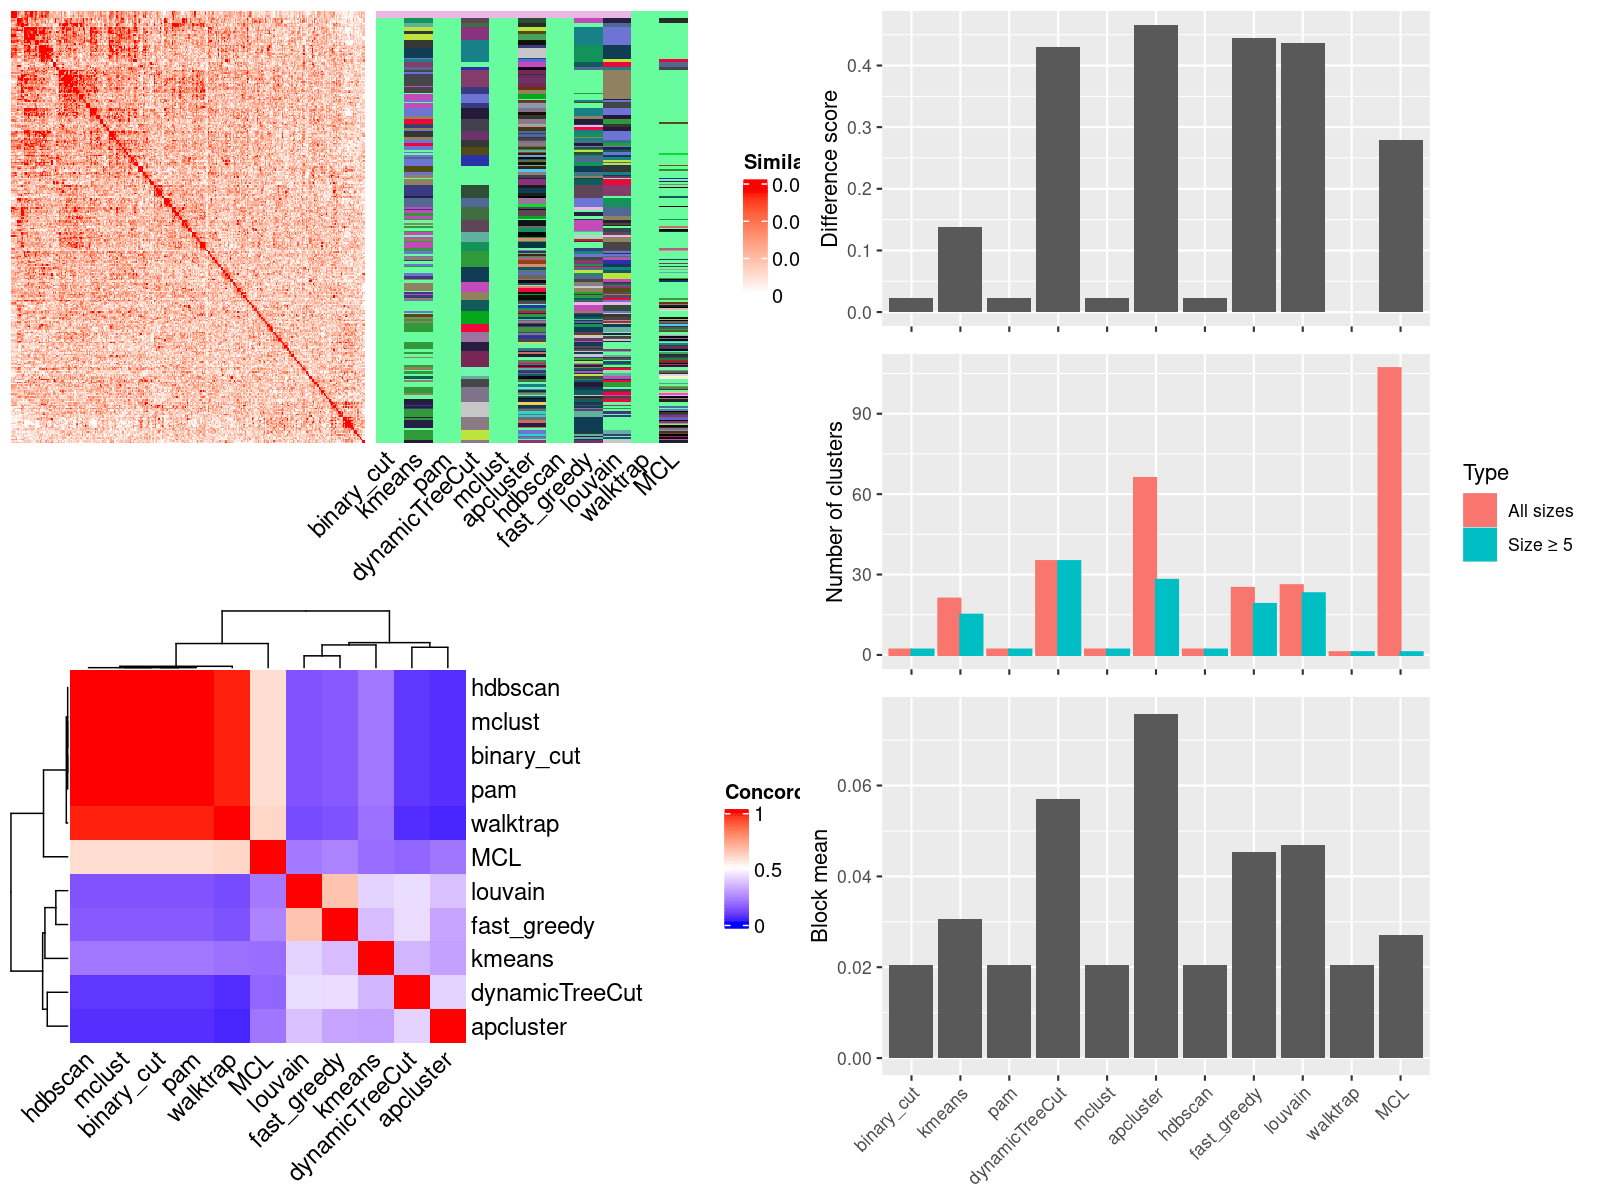 Simila
0.0
0.0
0.0
0
binary_cut
kmeans
pam
dynamicTreeCut
mclust
apcluster
hdbscan
fast_greedy
louvain
walktrap
MCL
hdbscan
mclust
binary_cut
pam
walktrap
MCL
louvain
fast_greedy
kmeans
dynamicTreeCut
apcluster
Concord
1
0.5
0
hdbscan
mclust
binary_cut
pam
walktrap
MCL
louvain
fast_greedy
kmeans
dynamicTreeCut
apcluster
Difference score
0.4
0.3
0.2
0.1
0.0
Number of clusters
90
60
30
0
Type
All sizes
Size ≥ 5
Block mean
0.06
0.04
0.02
0.00
binary_cut
kmeans
pam
dynamicTreeCut
mclust
apcluster
hdbscan
fast_greedy
louvain
walktrap
MCL